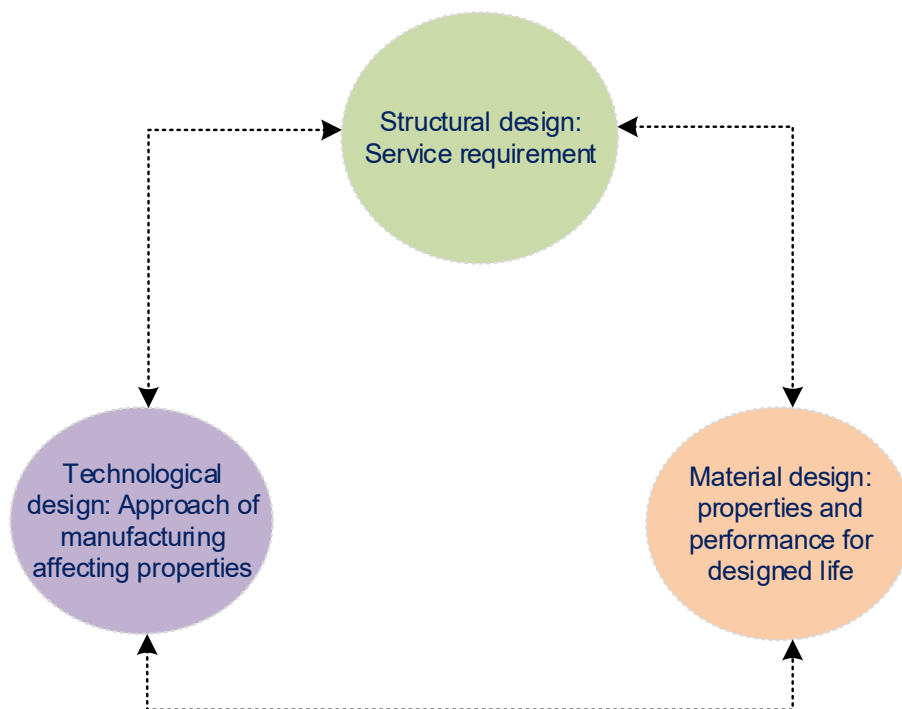 Structural design:
Service requirement
Technological
design: Approach of
manufacturing
affecting properties
Material design:
properties and
performance for
designed life